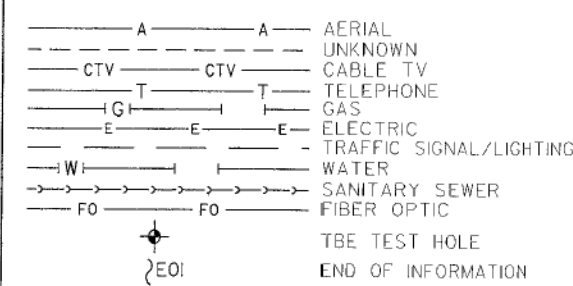 A A AERIAL
UNKNOWN
CTV CTV CABLE TV
T T TELEPHONE
G GAS
E E E ELECTRIC
TRAFFIC SIGNAL/LIGHTING
W WATER
SANITARY SEWER
FO FO FIBER OPTIC
TBE TEST HOLE
EOI END OF INFORMATION